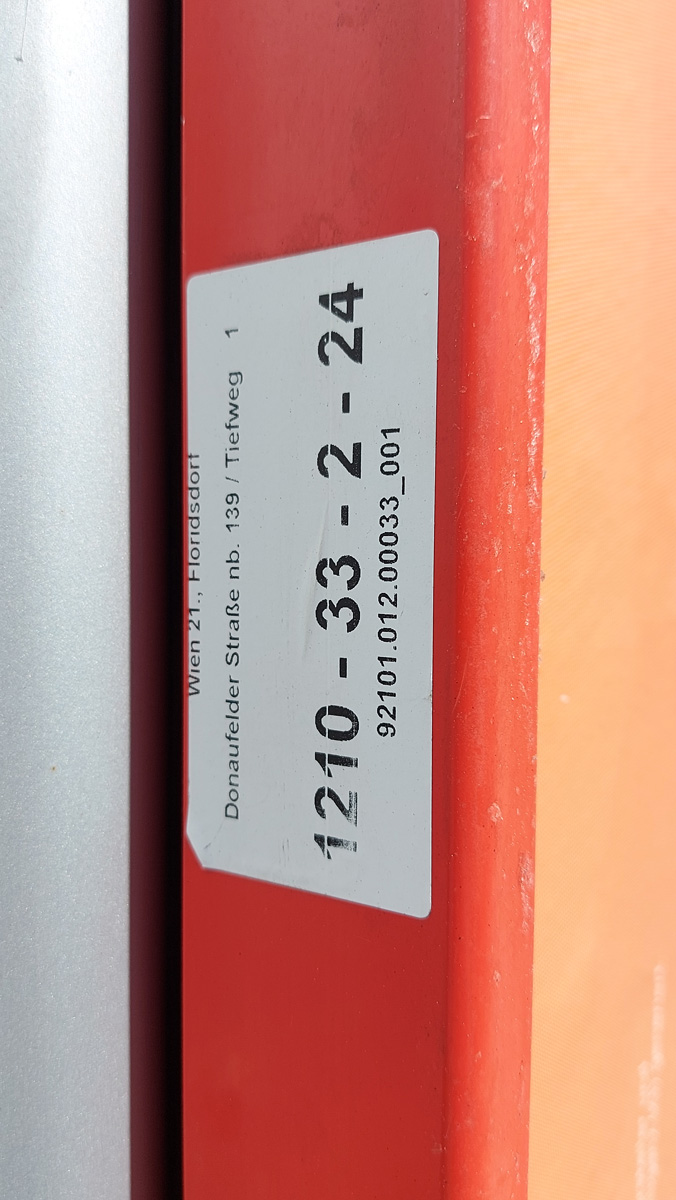 Wien 21., Floridsdorf
Donaufelder Straße nb. 139 / Tiefweg 1
1210 - 33 - 2 - 24
92101.012.00033_001